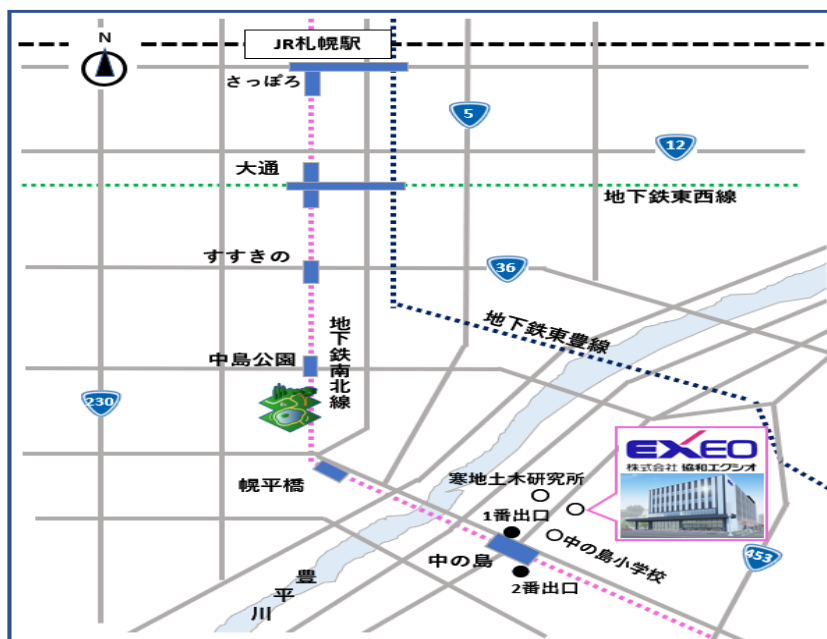 N
JR札幌駅
さっぽろ
5
12
大通
地下鉄東西線
すすきの
36
地下鉄南北線
地下鉄東豊線
中島公園
230
EXEO
株式会社 協和エクシオ
幌平橋
寒地土木研究所
1番出口
中の島
中の島小学校
453
2番出口
豊平川